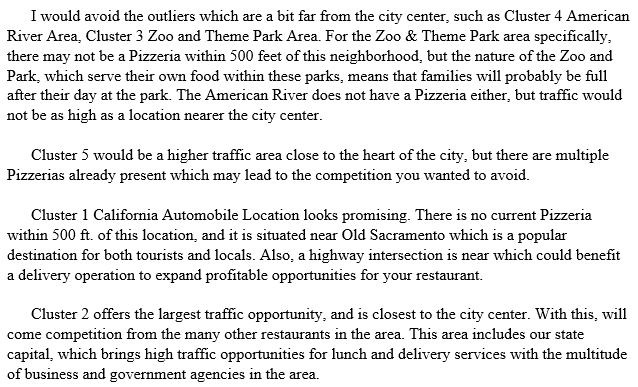 I would avoid the outliers which are a bit far from the city center, such as Cluster 4 American
River Area, Cluster 3 Zoo and Theme Park Area. For the Zoo & Theme Park area specifically,
there may not be a Pizzeria within 500 feet of this neighborhood, but the nature of the Zoo and
Park, which serve their own food within these parks, means that families will probably be full
after their day at the park. The American River does not have a Pizzeria either, but traffic would
not be as high as a location nearer the city center.
Cluster 5 would be a higher traffic area close to the heart of the city, but there are multiple
Pizzerias already present which may lead to the competition you wanted to avoid.
Cluster 1 California Automobile Location looks promising. There is no current Pizzeria
within 500 ft. of this location, and it is situated near Old Sacramento which is a popular
destination for both tourists and locals. Also, a highway intersection is near which could benefit
a delivery operation to expand profitable opportunities for your restaurant.
Cluster 2 offers the largest traffic opportunity, and is closest to the city center. With this, will
come competition from the many other restaurants in the area. This area includes our state
capital, which brings high traffic opportunities for lunch and delivery services with the multitude
of business and government agencies in the area.